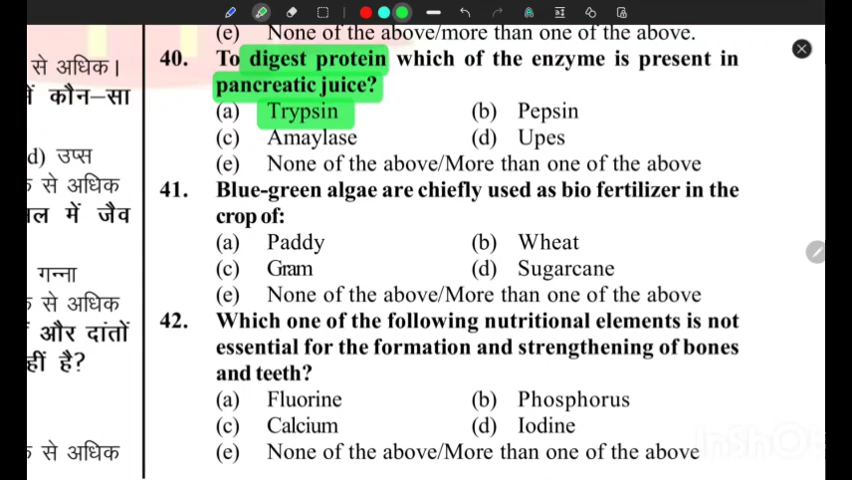 (e) None of the above/more than one of the above.
से अधिक।
40. To digest protein which of the enzyme is present in
में कौन–सा
pancreatic juice?
(a) Trypsin (b) Pepsin
(c) Amaylase (d) Upes
d) उप्स
(e) None of the above/More than one of the above
से अधिक
41. Blue-green algae are chiefly used as bio fertilizer in the
में जैव
crop of:
(a) Paddy (b) Wheat
(c) Gram (d) Sugarcane
गन्ना
(e) None of the above/More than one of the above
से अधिक
42. Which one of the following nutritional elements is not
और दांतों
essential for the formation and strengthening of bones
है?
and teeth?
(a) Fluorine (b) Phosphorus
(c) Calcium (d) Iodine
(e) None of the above/More than one of the above
से अधिक
InShOt